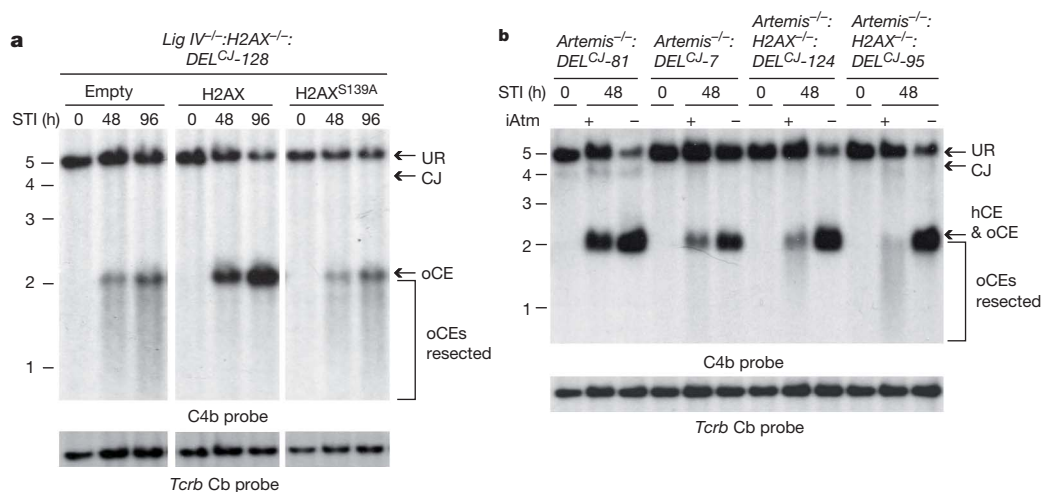 a
Lig IV–/–:H2AX–/–:
DELCJ-128
Empty H2AX H2AXS139A
STI (h) 0 48 96 0 48 96 0 48 96
5
4
3
2
1
UR
CJ
oCE
oCEs
resected
C4b probe
Tcrb Cb probe
b
Artemis–/–:
DELCJ-81
Artemis–/–:
DELCJ-7
Artemis–/–:
H2AX–/–:
DELCJ-124
Artemis–/–:
H2AX–/–:
DELCJ-95
STI (h) 0 48 0 48 0 48 0 48
iAtm + – + – + – + –
5
4
3
2
1
UR
CJ
hCE
& oCE
oCEs
resected
C4b probe
Tcrb Cb probe